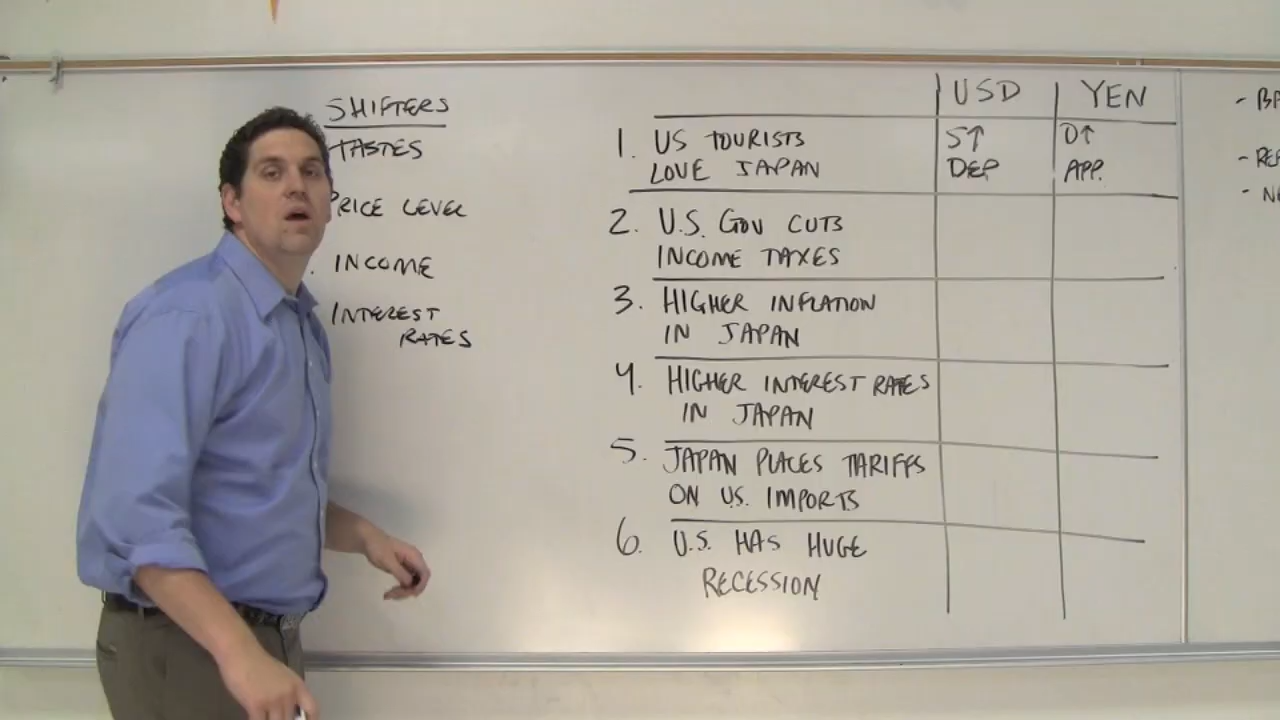 SHIFTERS
TASTES
PRICE LEVEL
INCOME
INTEREST
RATES
USD YEN
1. US TOURISTS
LOVE JAPAN
S↑ D↑
DEP APP.
2. U.S. GOV CUTS
INCOME TAXES
3. HIGHER INFLATION
IN JAPAN
4. HIGHER INTEREST RATES
IN JAPAN
5. JAPAN PLACES TARIFFS
ON U.S. IMPORTS
6. U.S. HAS HUGE
RECESSION